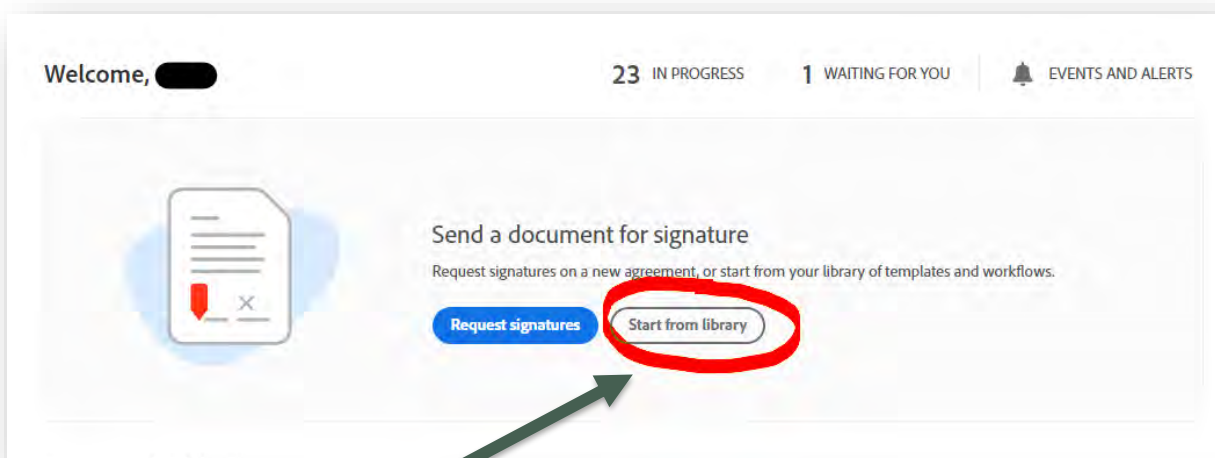 Welcome,
23 IN PROGRESS
1 WAITING FOR YOU
EVENTS AND ALERTS
Send a document for signature
Request signatures on a new agreement, or start from your library of templates and workflows.
Request signatures
Start from library